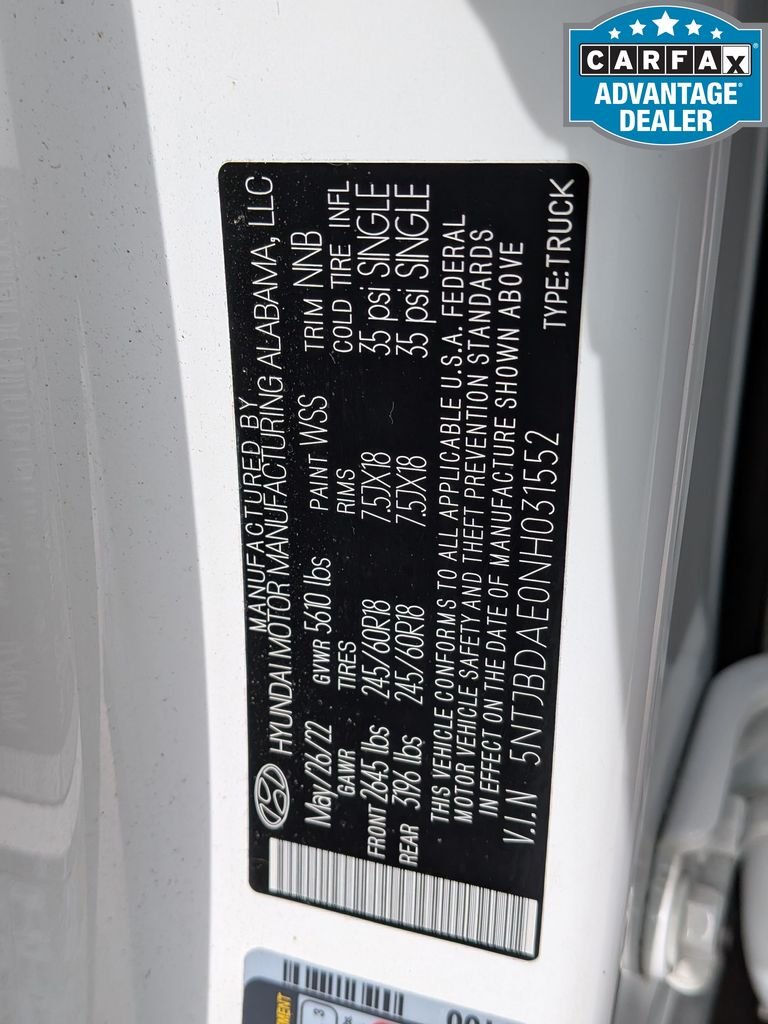 CARFAX
ADVANTAGE
DEALER
MANUFACTURED BY
HYUNDAI MOTOR MANUFACTURING ALABAMA, LLC
May/26/22 GVWR 5610 lbs PAINT WSS TRIM NNB
GAWR TIRES RIMS COLD TIRE INFL
FRONT 2645 lbs 245/60R18 7.5JX18 35 psi SINGLE
REAR 3196 lbs 245/60R18 7.5JX18 35 psi SINGLE
THIS VEHICLE CONFORMS TO ALL APPLICABLE U.S.A. FEDERAL
MOTOR VEHICLE SAFETY AND THEFT PREVENTION STANDARDS
IN EFFECT ON THE DATE OF MANUFACTURE SHOWN ABOVE
V.I.N 5NTJBDAE0NH031552 TYPE:TRUCK